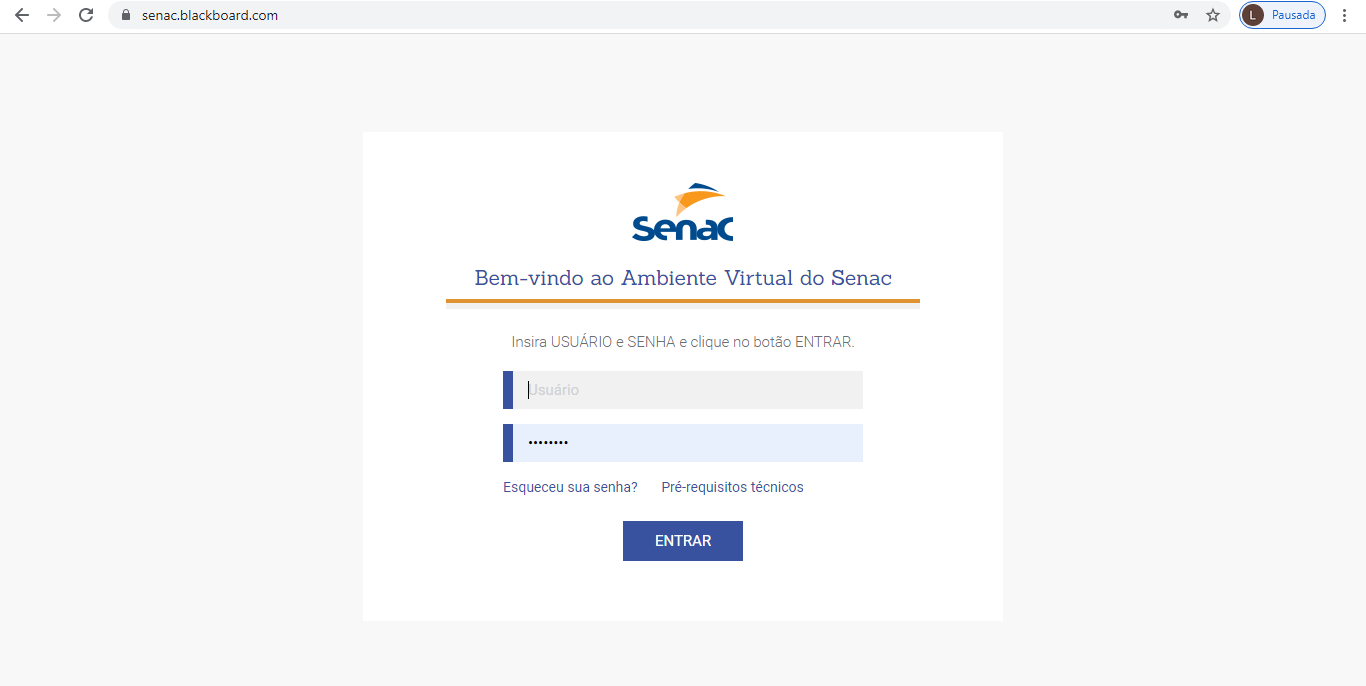 senac.blackboard.com
L Pausada
Senac
Bem-vindo ao Ambiente Virtual do Senac
Insira USUÁRIO e SENHA e clique no botão ENTRAR.
Usuário
••••••••
Esqueceu sua senha? Pré-requisitos técnicos
ENTRAR